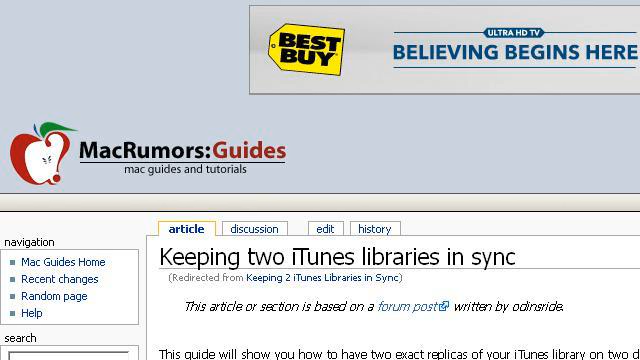 BEST BUY
ULTRA HD TV
BELIEVING BEGINS HERE
MacRumors:Guides
mac guides and tutorials
article discussion edit history
navigation
Mac Guides Home
Recent changes
Random page
Help
search
Keeping two iTunes libraries in sync
(Redirected from Keeping 2 iTunes Libraries in Sync)
This article or section is based on a forum post written by odinsride.
This guide will show you how to have two exact replicas of your iTunes library on two